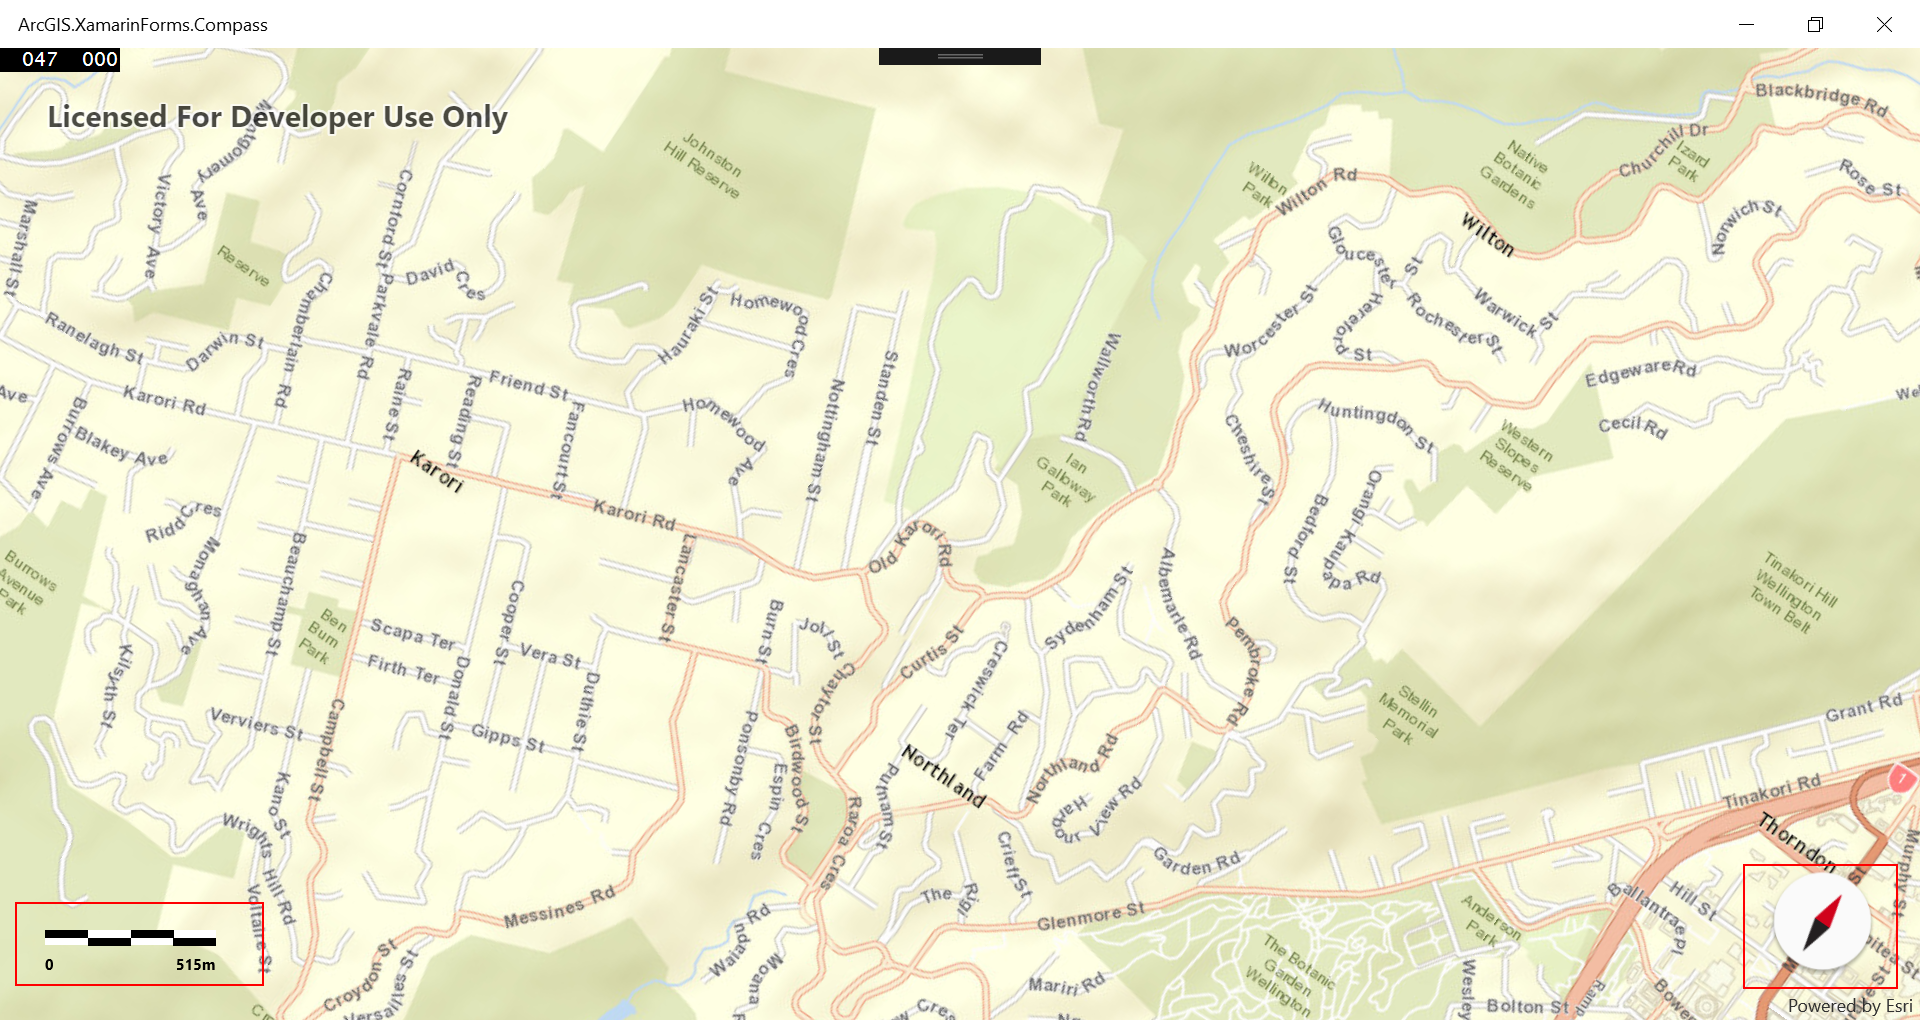 ArcGIS.XamarinForms.Compass
047 000
Licensed For Developer Use Only
Blackbridge Rd
Churchill Dr
Izard
Park
Native
Botanic
Gardens
Rose St
Norwich St
Wilton
Park
Wilton Rd
Wilton
Montgomery Ave
Victory Ave
Marshall St
Cornford St
Johnston
Hill Reserve
Reserve
David Cres
Chamberlain Rd
Parkvale Rd
Ranelagh St
Darwin St
Karori Rd
Hauraki St
Homewood Cres
Gloucester St
Hereford St
Rochester St
Warwick St
Worcester St
Wallworth Rd
Edgeware Rd
Cecil Rd
Western
Slopes
Reserve
Huntingdon St
Cheshire St
Orangi Kaupapa Rd
Bedford St
Ave
Burrows Ave
Blakey Ave
Raine St
Reading St
Friend St
Fancourt St
Homewood Ave
Nottingham St
Standen St
Ian
Galloway
Park
Karori
Karori Rd
Old Karori Rd
Ridd Cres
Monaghan Ave
Beauchamp St
Burrows
Avenue
Park
Ben
Burn
Park
Scapa Ter
Firth Ter
Cooper St
Donald St
Vera St
Duthie St
Lancaster St
Burn St
Joll St
Chaytor St
Curtis St
Creswick Ter
Sydenham St
Albemarle Rd
Pembroke Rd
Tinakori Hill
Wellington
Town Belt
Stellin
Memorial
Park
Grant Rd
Kilsyth St
Verviers St
Campbell St
Gipps St
Kano St
Wrights Hill Rd
Voltaire St
Ponsonby Rd
Birdwood St
Espin Cres
Raroa Cres
Putnam St
Northland
Farm Rd
Northland Rd
Harbour View Rd
Crieff St
The Rigi
Garden Rd
Glenmore St
Tinakori Rd
1
Thorndon
Murphy St
Hill St
Ballantrae Pl
Anderson
Park
The Botanic
Garden
Wellington
Messines Rd
Croydon St
Versailles St
Waido Rd
Moana
Mariri Rd
Wesley
Bolton St
0 515m
Powered by Esri